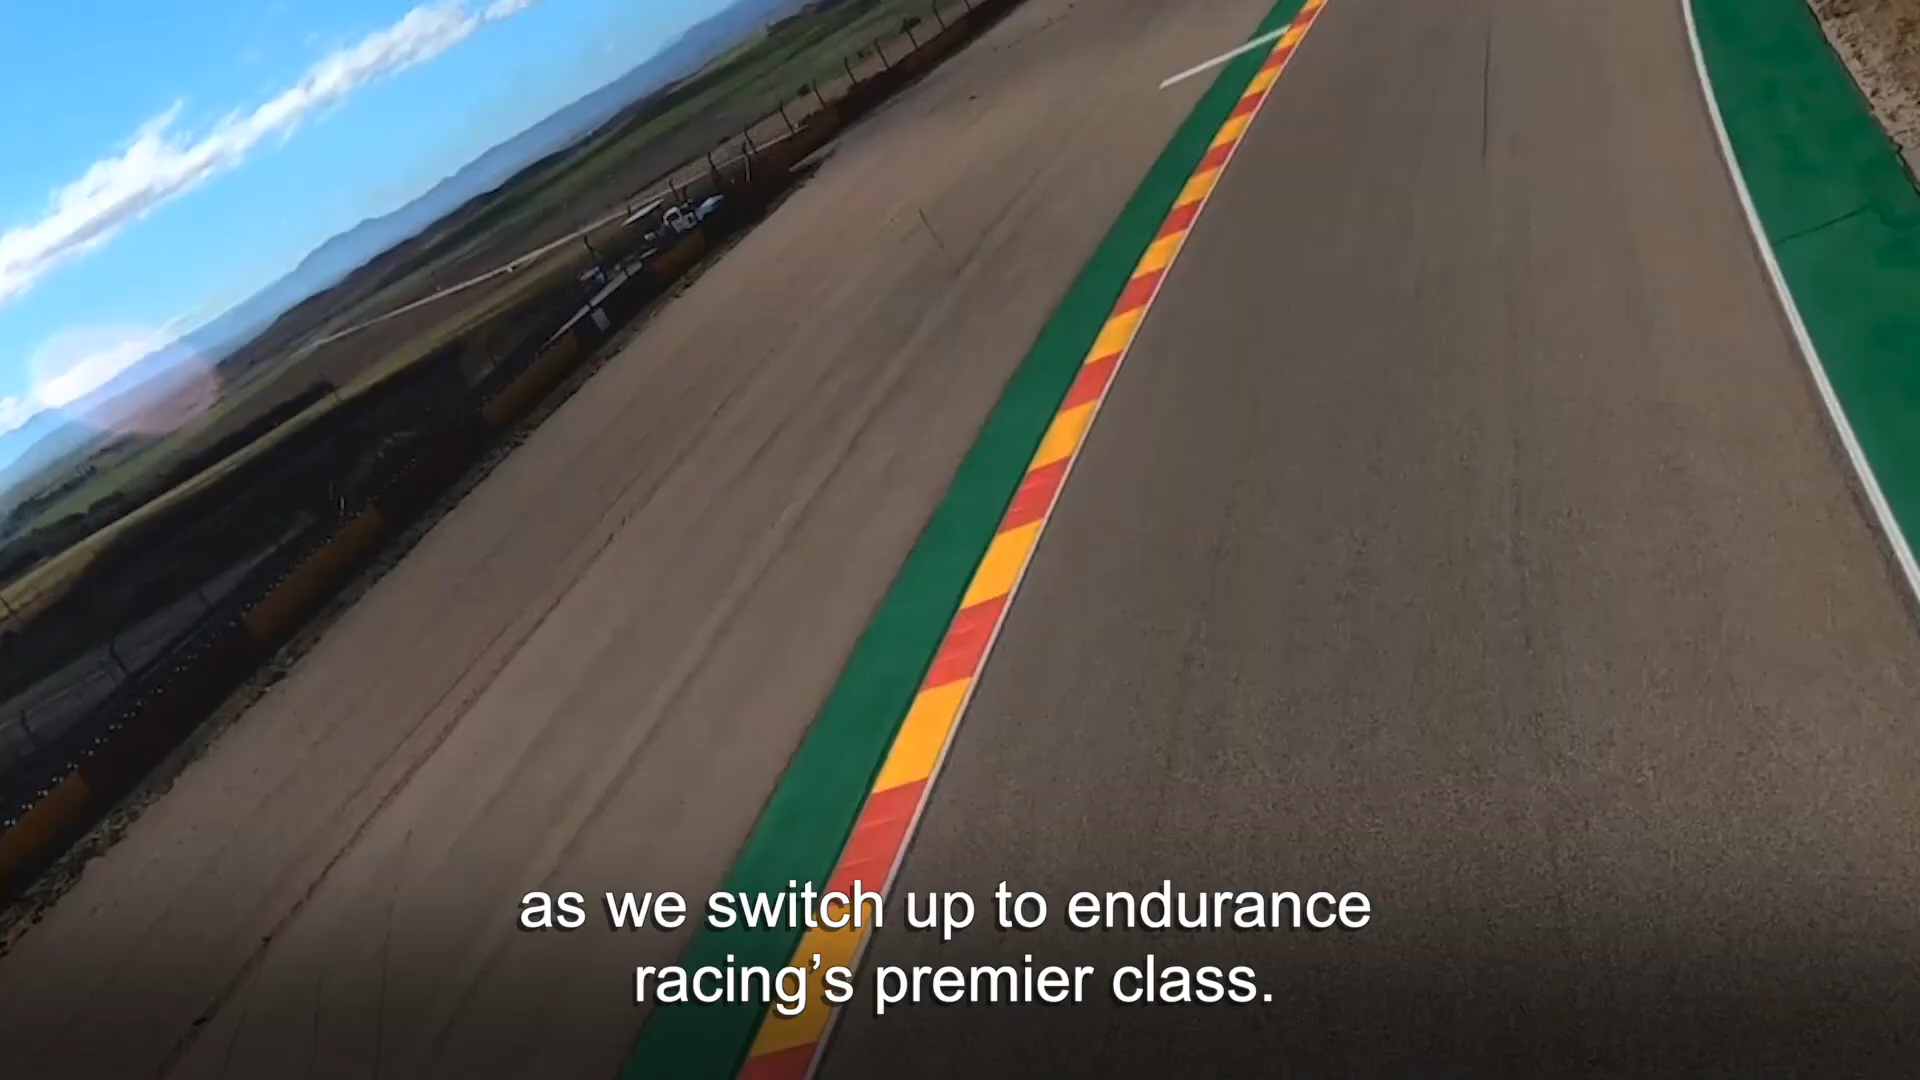 as we switch up to endurance
racing’s premier class.